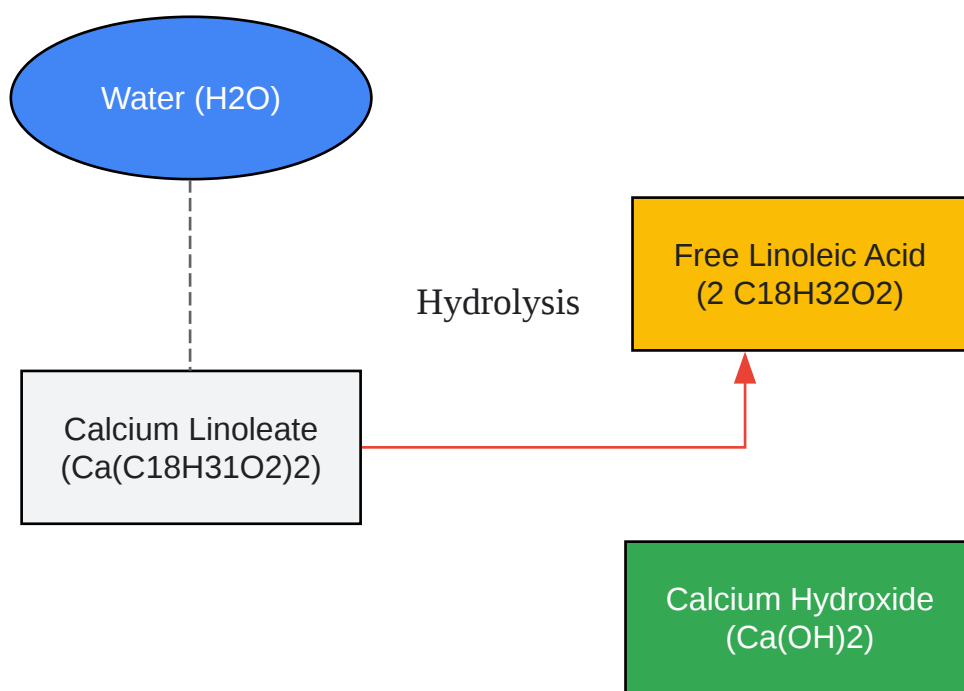 Water (H2O)
Free Linoleic Acid
(2 C18H32O2)
Hydrolysis
Calcium Linoleate
(Ca(C18H31O2)2)
Calcium Hydroxide
(Ca(OH)2)